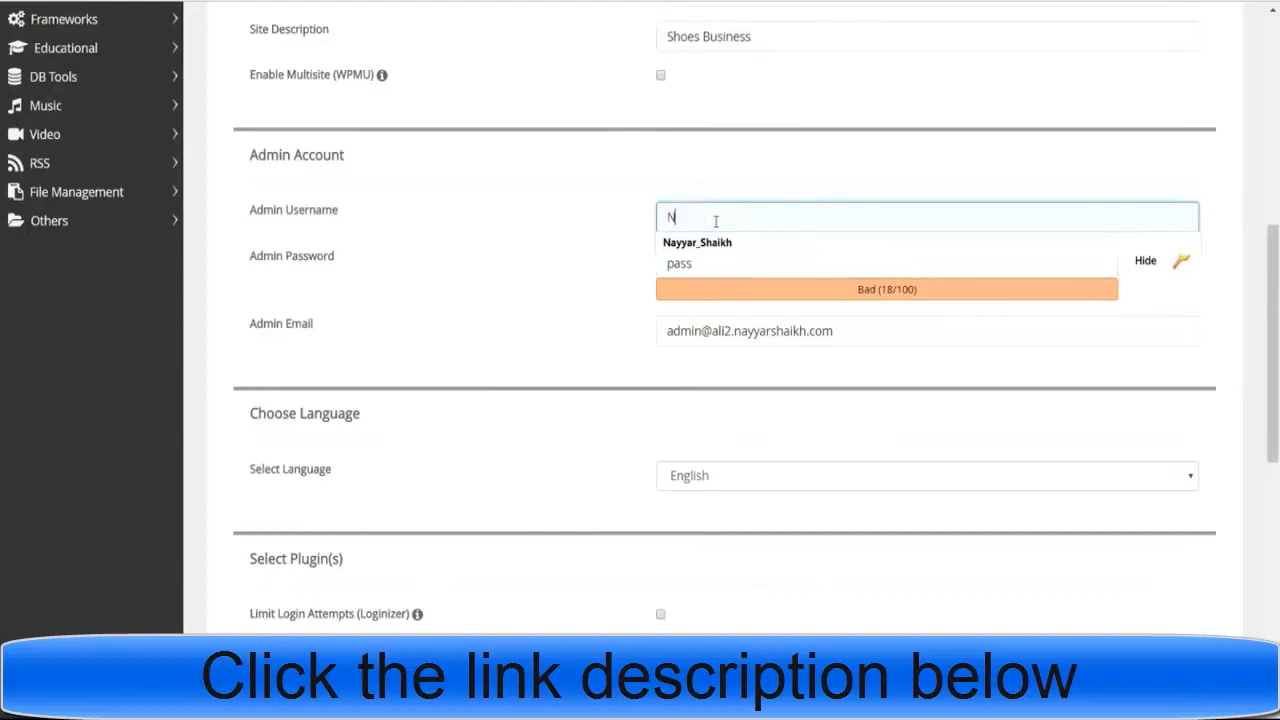 Frameworks
Educational
DB Tools
Music
Video
RSS
File Management
Others
Site Description
Shoes Business
Enable Multisite (WPMU)
Admin Account
Admin Username
N
Nayyar_Shaikh
Admin Password
pass
Hide
Bad (18/100)
Admin Email
admin@ali2.nayyarshaikh.com
Choose Language
Select Language
English
Select Plugin(s)
Limit Login Attempts (Loginizer)
Click the link description below